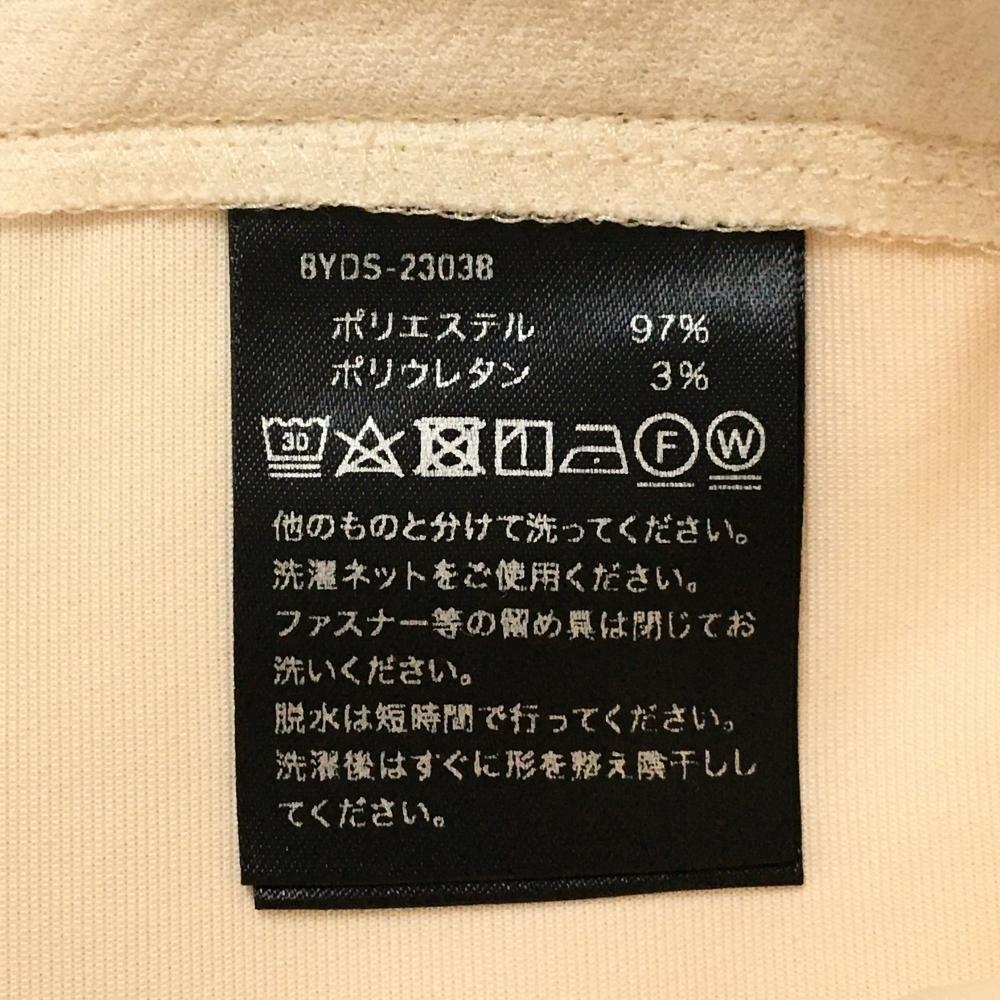 8YDS-23038
ポリエステル 97%
ポリウレタン 3%
30 F W
他のものと分けて洗ってください。
洗濯ネットをご使用ください。
ファスナー等の留め具は閉じてお
洗いください。
脱水は短時間で行ってください。
洗濯後はすぐに形を整え陰干しし
てください。